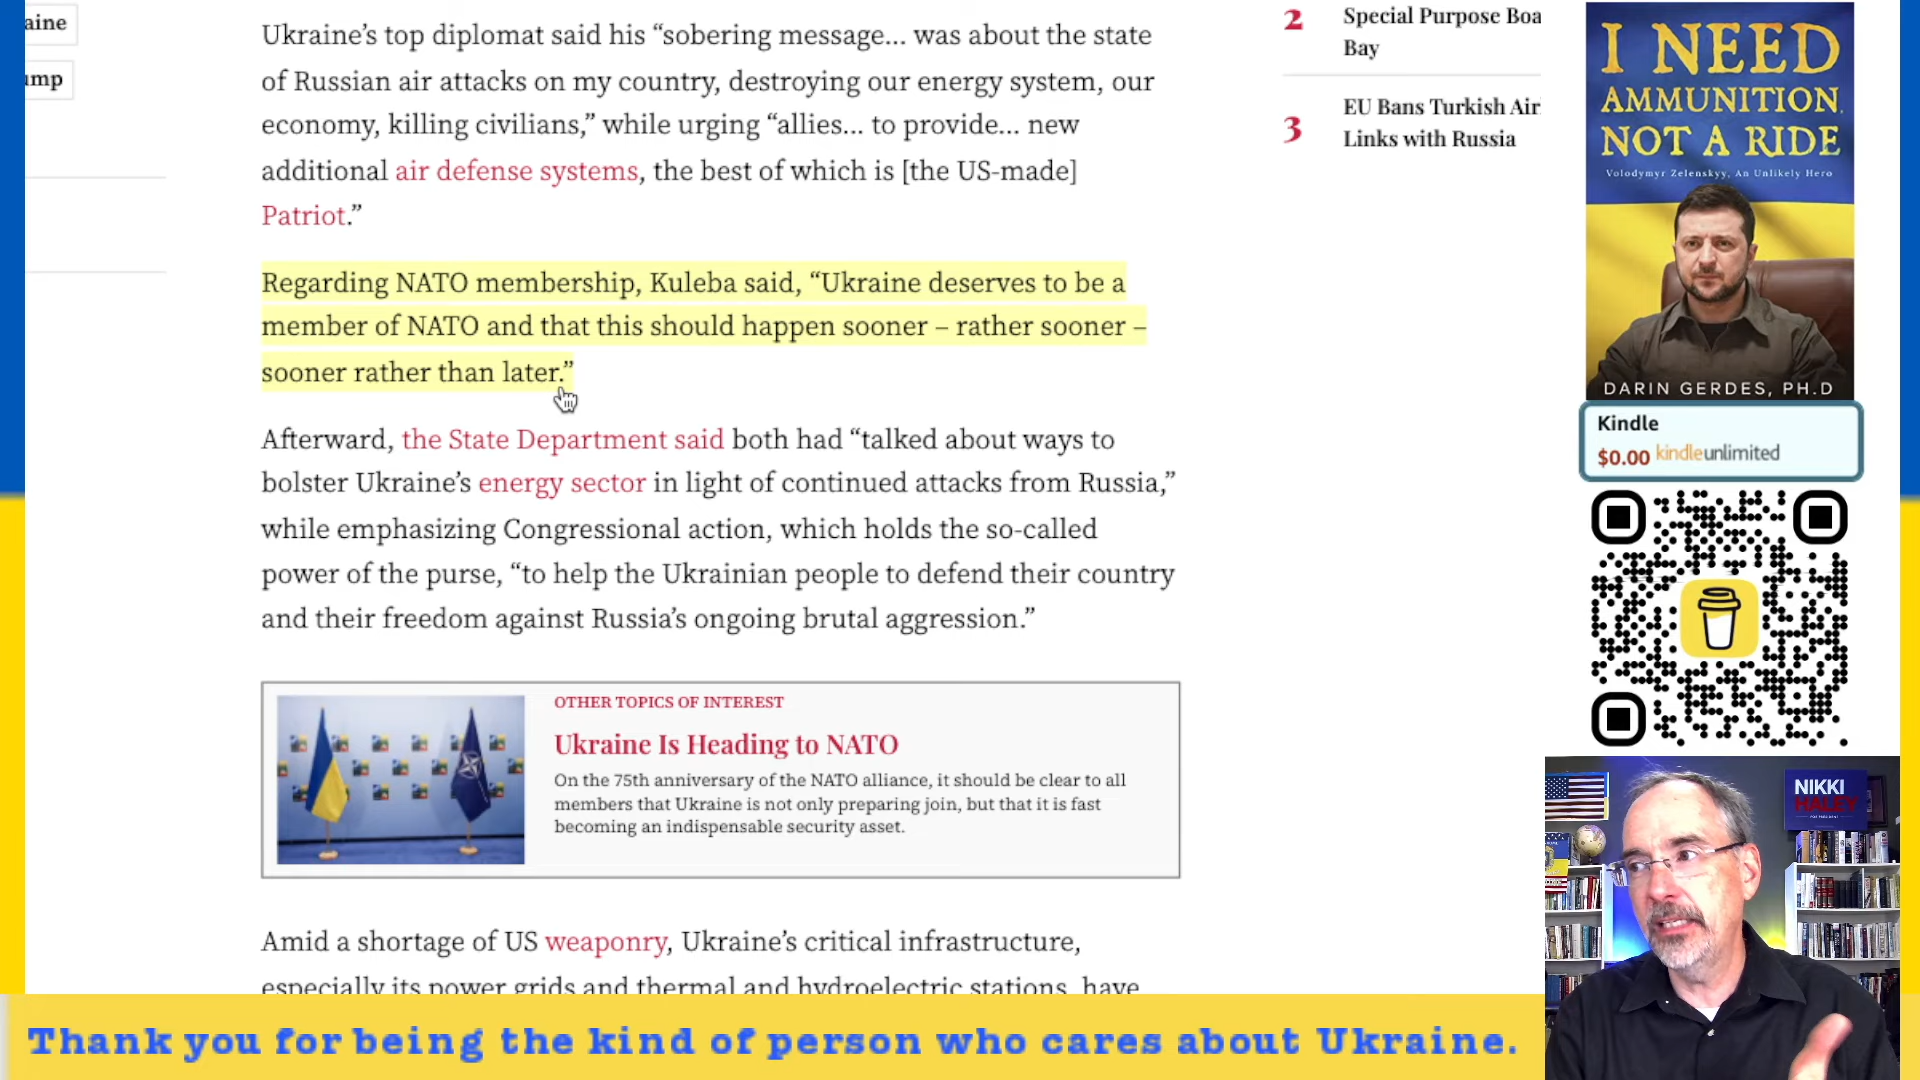 aine
ump
Ukraine’s top diplomat said his “sobering message... was about the state
of Russian air attacks on my country, destroying our energy system, our
economy, killing civilians,” while urging “allies... to provide... new
additional air defense systems, the best of which is [the US-made]
Patriot.”
Regarding NATO membership, Kuleba said, “Ukraine deserves to be a
member of NATO and that this should happen sooner – rather sooner –
sooner rather than later.”
Afterward, the State Department said both had “talked about ways to
bolster Ukraine’s energy sector in light of continued attacks from Russia,”
while emphasizing Congressional action, which holds the so-called
power of the purse, “to help the Ukrainian people to defend their country
and their freedom against Russia’s ongoing brutal aggression.”
OTHER TOPICS OF INTEREST
Ukraine Is Heading to NATO
On the 75th anniversary of the NATO alliance, it should be clear to all
members that Ukraine is not only preparing join, but that it is fast
becoming an indispensable security asset.
Amid a shortage of US weaponry, Ukraine’s critical infrastructure,
especially its power grids and thermal and hydroelectric stations, have
2
Special Purpose Boa
Bay
3
EU Bans Turkish Air
Links with Russia
I NEED
AMMUNITION,
NOT A RIDE
Volodymyr Zelenskyy, An Unlikely Hero
DARIN GERDES, PH.D
Kindle
$0.00 kindleunlimited
NIKKI
HALEY
Thank you for being the kind of person who cares about Ukraine.